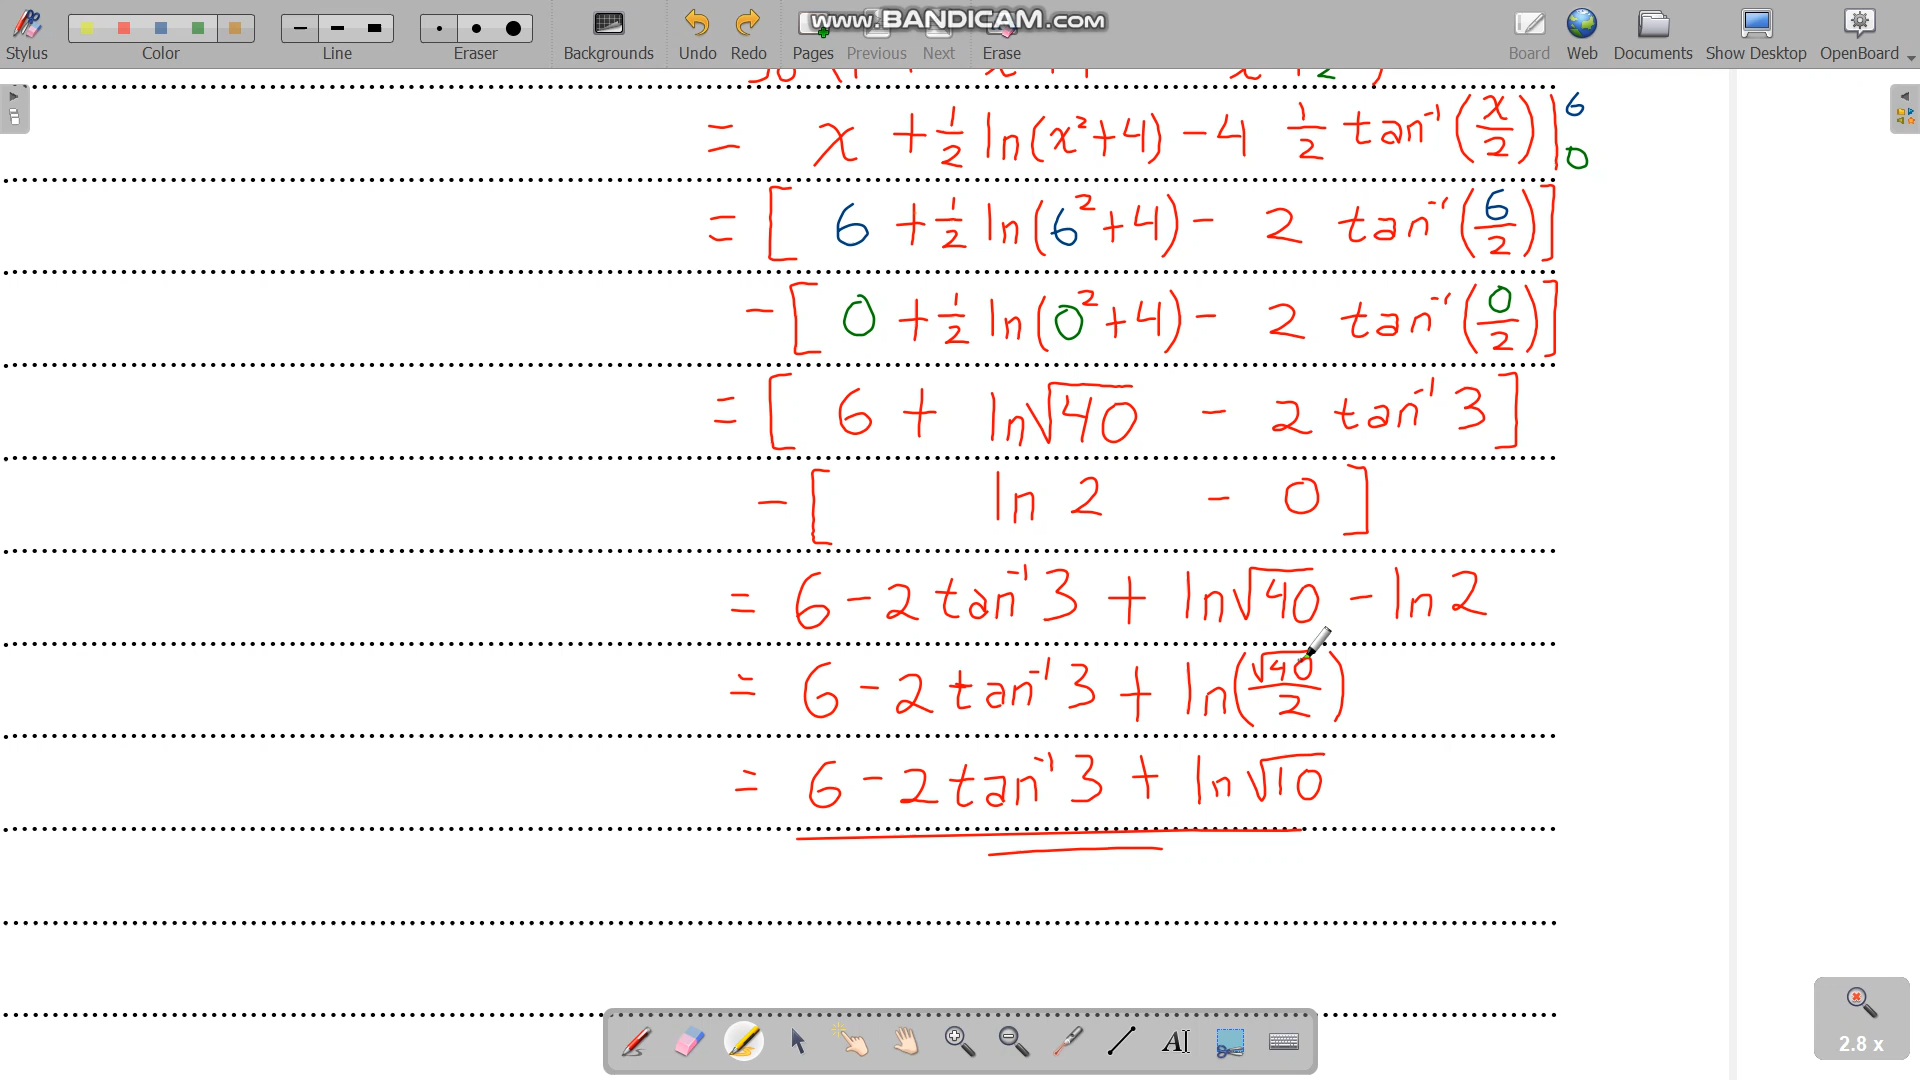 www.BANDICAM.com
Stylus Color Line Eraser Backgrounds Undo Redo Pages Previous Next Erase Board Web Documents Show Desktop OpenBoard
= x + 1/2 ln(x² + 4) - 4 1/2 tan⁻¹(x/2) |₀⁶
= [ 6 + 1/2 ln(6² + 4) - 2 tan⁻¹(6/2) ]
- [ 0 + 1/2 ln(0² + 4) - 2 tan⁻¹(0/2) ]
= [ 6 + ln√40 - 2 tan⁻¹ 3 ]
- [ ln 2 - 0 ]
= 6 - 2 tan⁻¹ 3 + ln√40 - ln 2
= 6 - 2 tan⁻¹ 3 + ln(√40/2)
= 6 - 2 tan⁻¹ 3 + ln√10
2.8 x